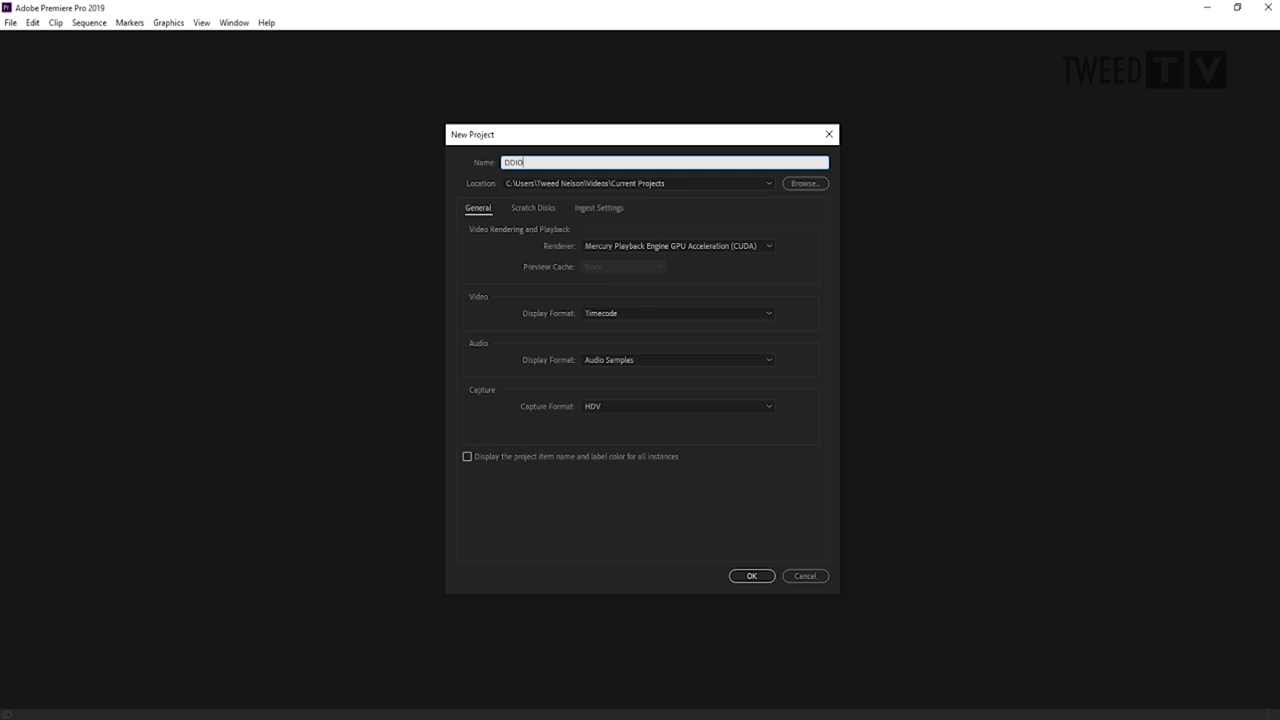 Adobe Premiere Pro 2019
File Edit Clip Sequence Markers Graphics View Window Help
TWEED TV
New Project
Name: DDIO
Location: C:\Users\Tweed Nelson\Videos\Current Projects Browse...
General Scratch Disks Ingest Settings
Video Rendering and Playback
Renderer: Mercury Playback Engine GPU Acceleration (CUDA)
Preview Cache: None
Video
Display Format: Timecode
Audio
Display Format: Audio Samples
Capture
Capture Format: HDV
Display the project item name and label color for all instances
OK Cancel